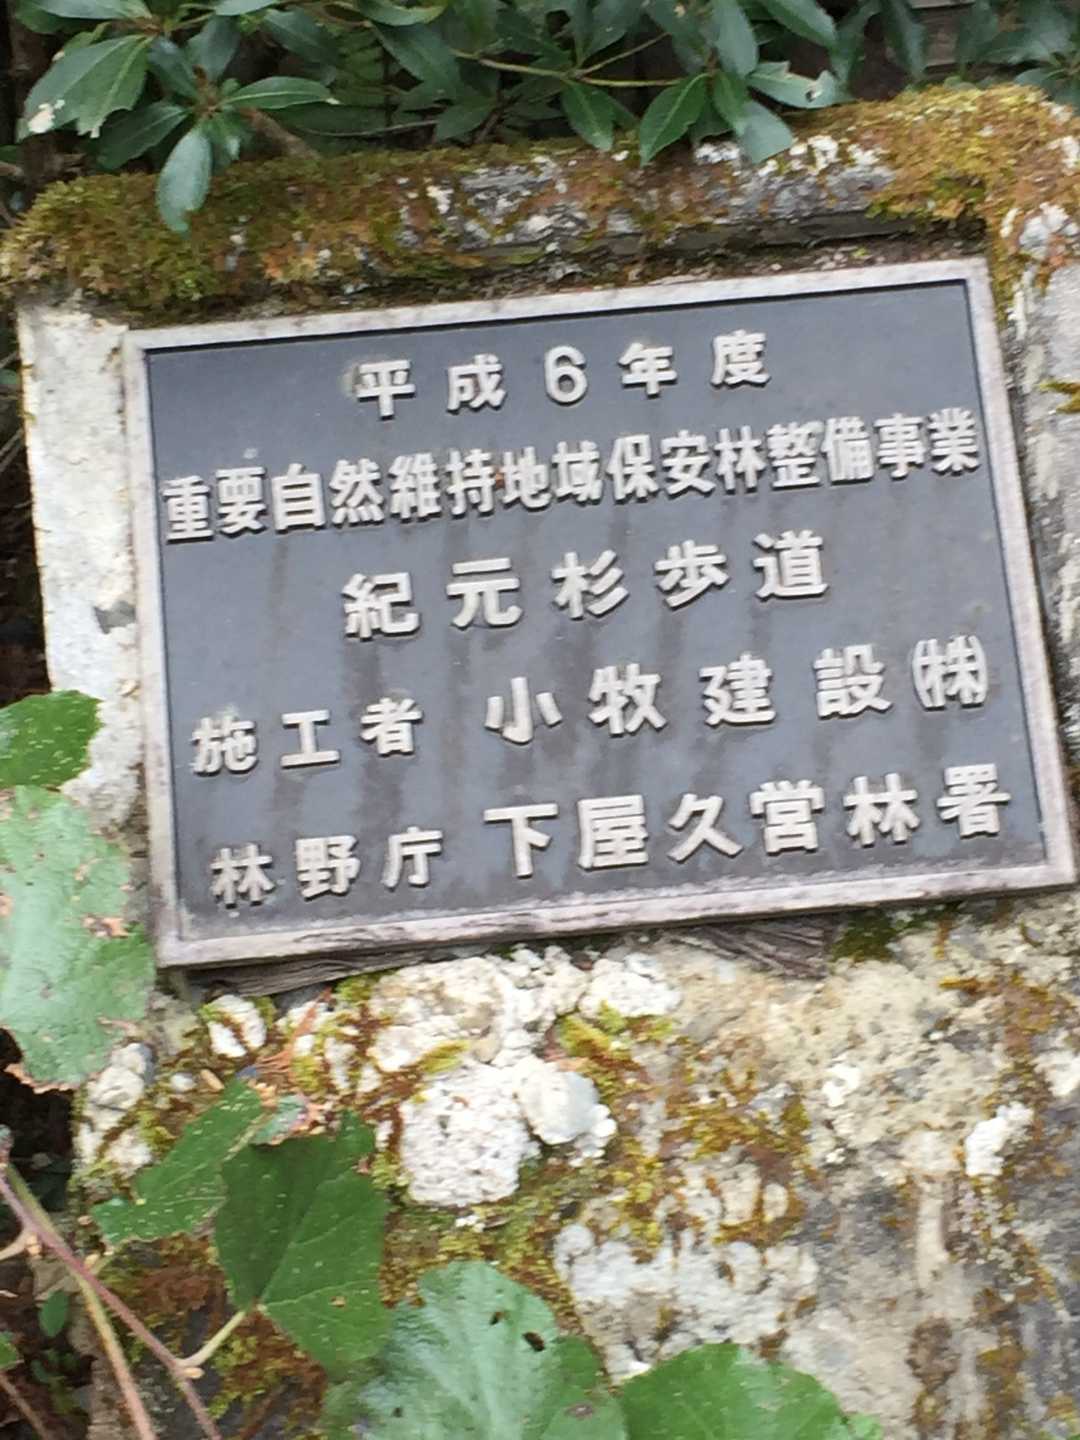 平成6年度
重要自然維持地域保安林整備事業
紀元杉歩道
施工者 小牧建設㈱
林野庁 下屋久営林署